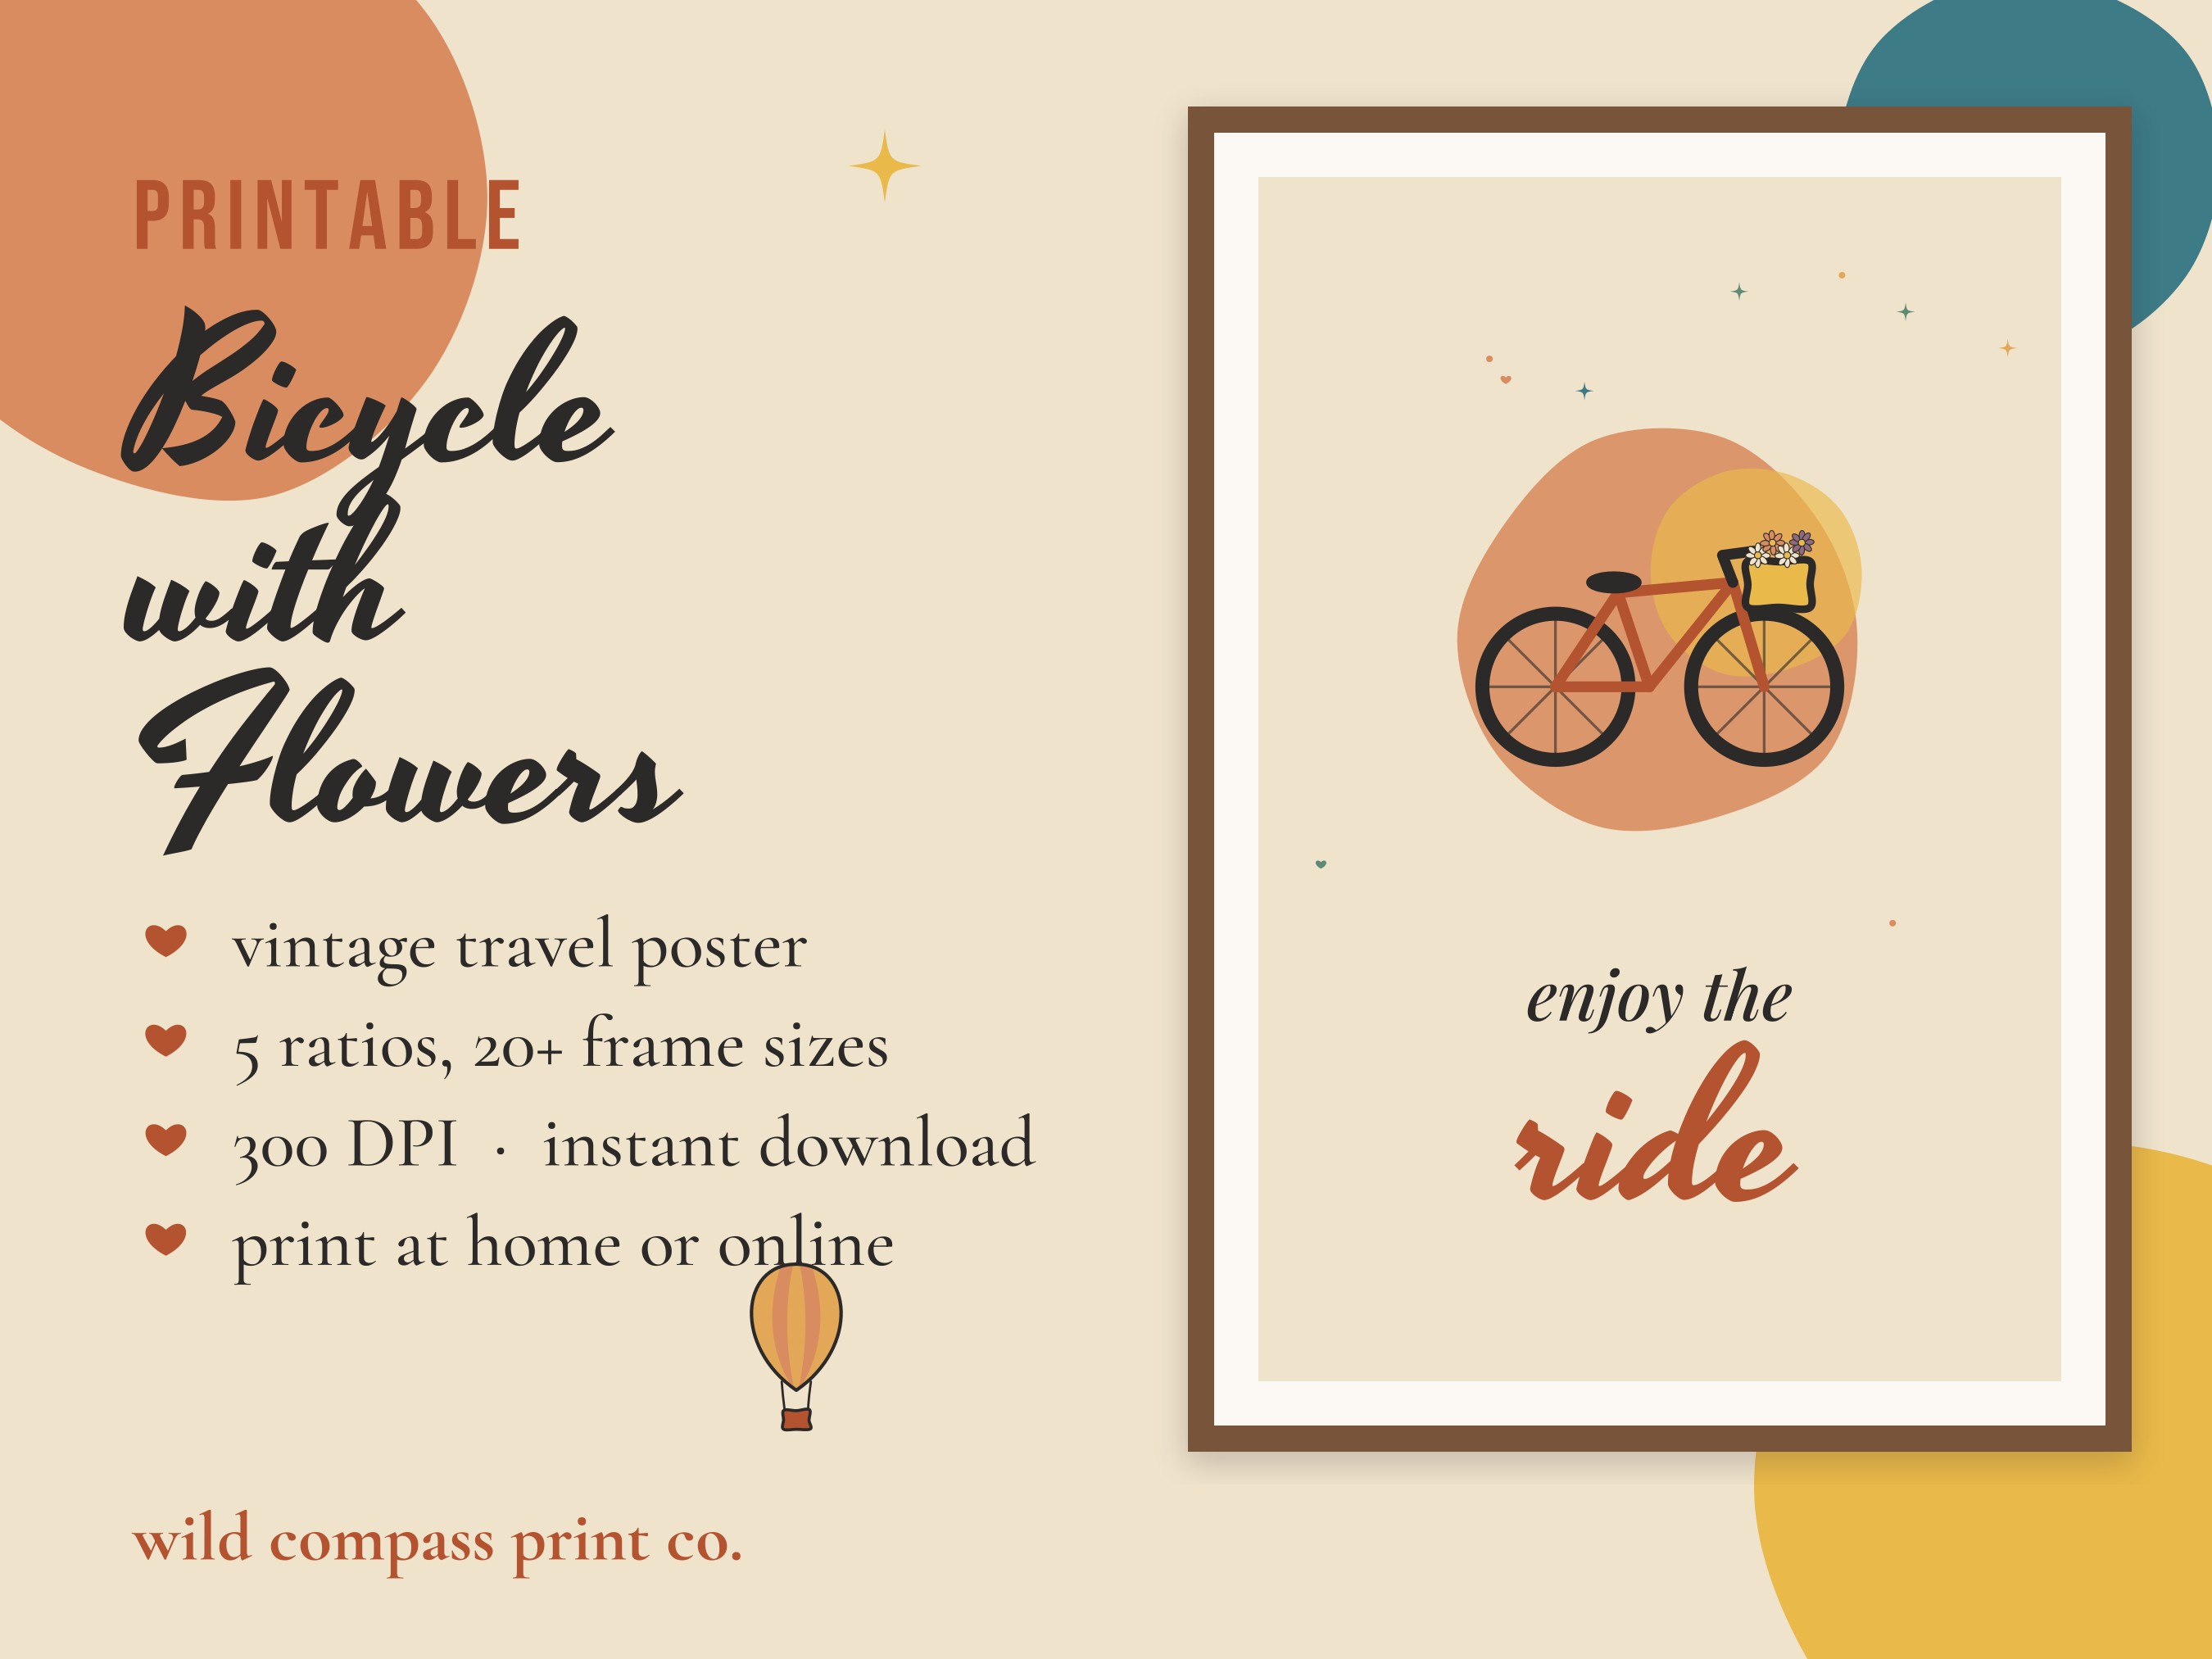 PRINTABLE
Bicycle
with
Flowers
vintage travel poster
5 ratios, 20+ frame sizes
300 DPI · instant download
print at home or online
wild compass print co.
enjoy the
ride